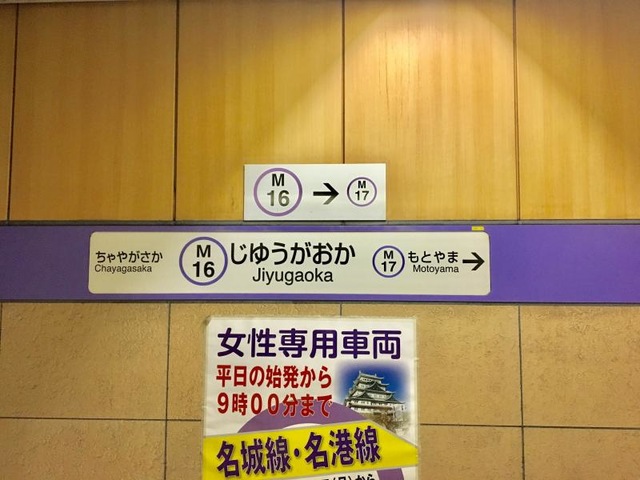 M 16 → M 17
ちゃやがさか
Chayagasaka
M 16
じゆうがおか
Jiyugaoka
M 17
もとやま →
Motoyama
女性専用車両
平日の始発から
9時00分まで
名城線・名港線
から